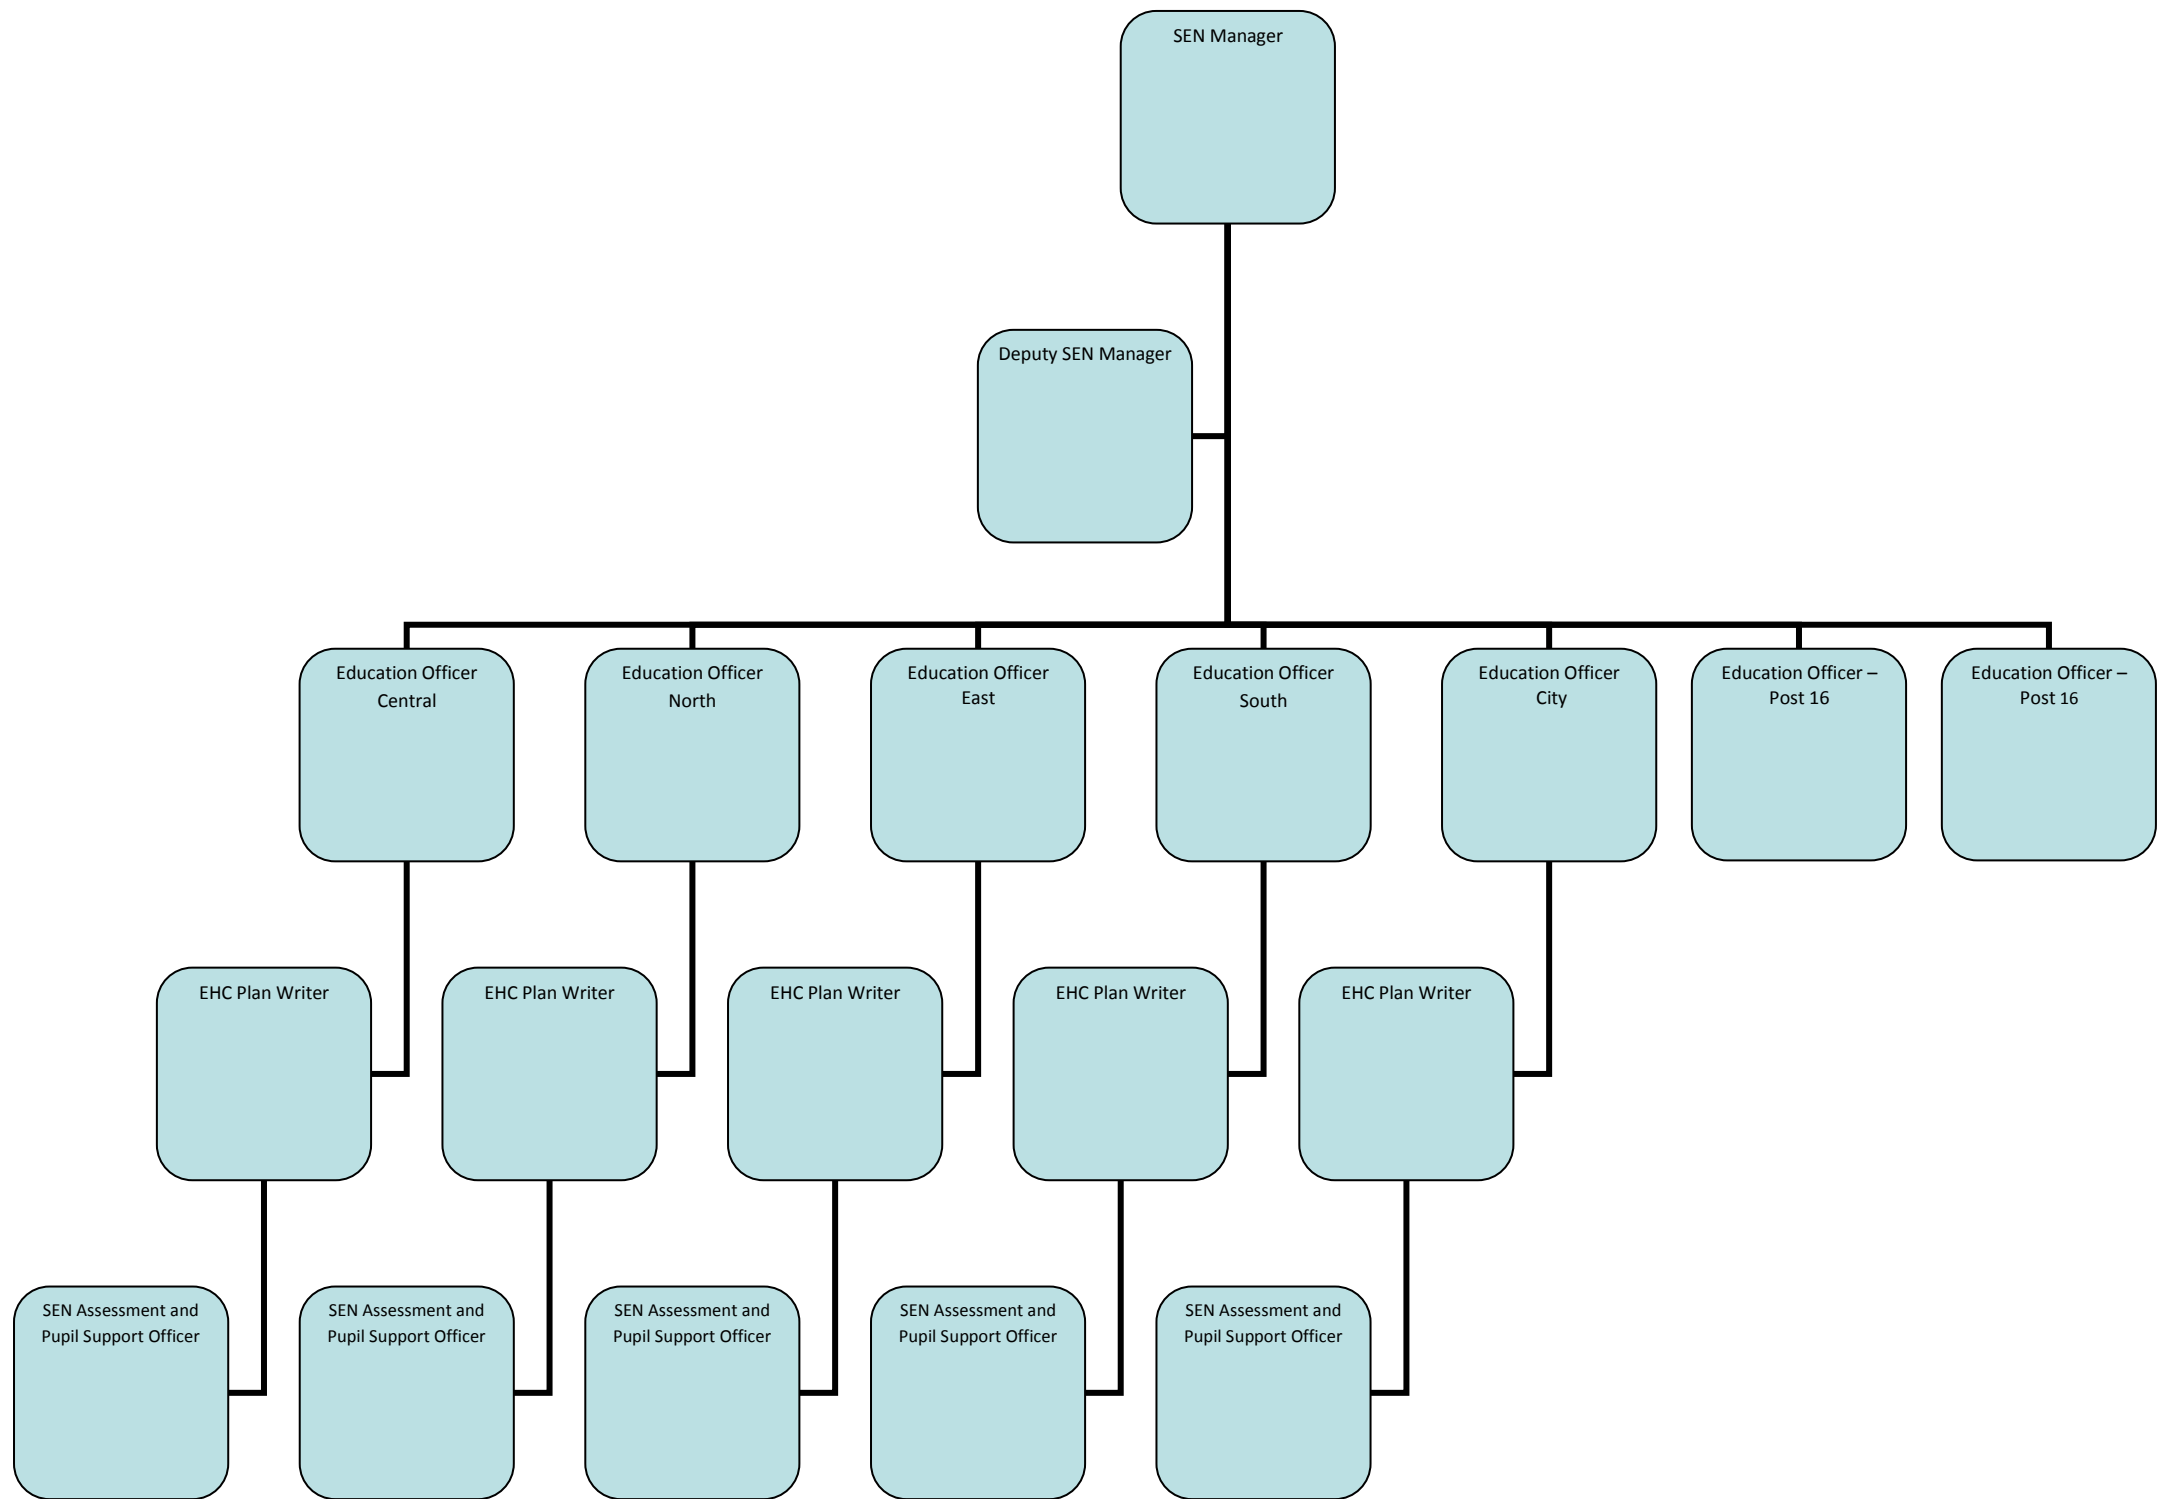 SEN Manager
Deputy SEN Manager
Education Officer
Central
Education Officer
North
Education Officer
East
Education Officer
South
Education Officer
City
Education Officer –
Post 16
Education Officer –
Post 16
EHC Plan Writer
EHC Plan Writer
EHC Plan Writer
EHC Plan Writer
EHC Plan Writer
SEN Assessment and
Pupil Support Officer
SEN Assessment and
Pupil Support Officer
SEN Assessment and
Pupil Support Officer
SEN Assessment and
Pupil Support Officer
SEN Assessment and
Pupil Support Officer